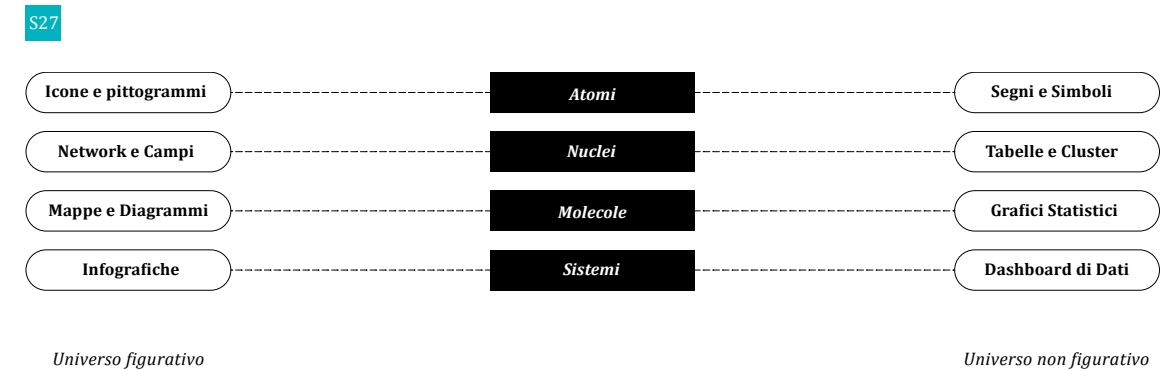 S27
Icone e pittogrammi Atomi Segni e Simboli
Network e Campi Nuclei Tabelle e Cluster
Mappe e Diagrammi Molecole Grafici Statistici
Infografiche Sistemi Dashboard di Dati
Universo figurativo Universo non figurativo